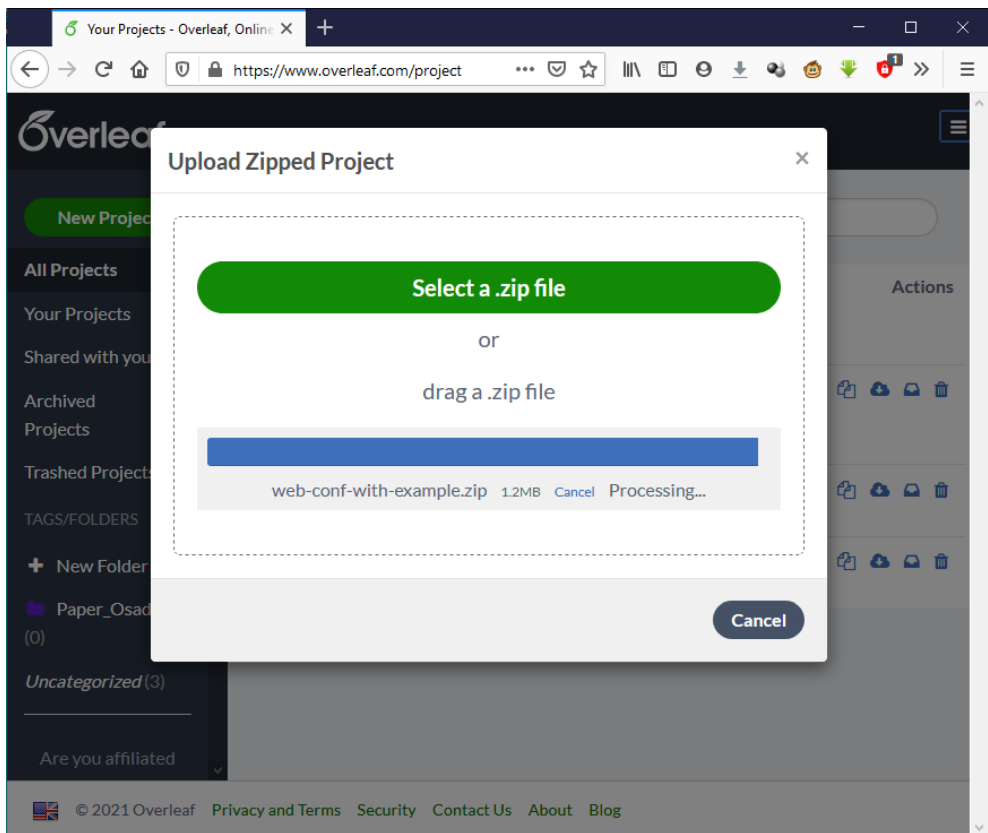 Your Projects - Overleaf, Online
https://www.overleaf.com/project
1
Overleaf
Upload Zipped Project
New Projec
All Projects
Your Projects
Shared with you
Archived
Projects
Trashed Projects
TAGS/FOLDERS
New Folder
Paper_Osad
(0)
Uncategorized (3)
Are you affiliated
Select a .zip file
or
drag a .zip file
web-conf-with-example.zip 1.2MB Cancel Processing...
Cancel
Actions
© 2021 Overleaf Privacy and Terms Security Contact Us About Blog